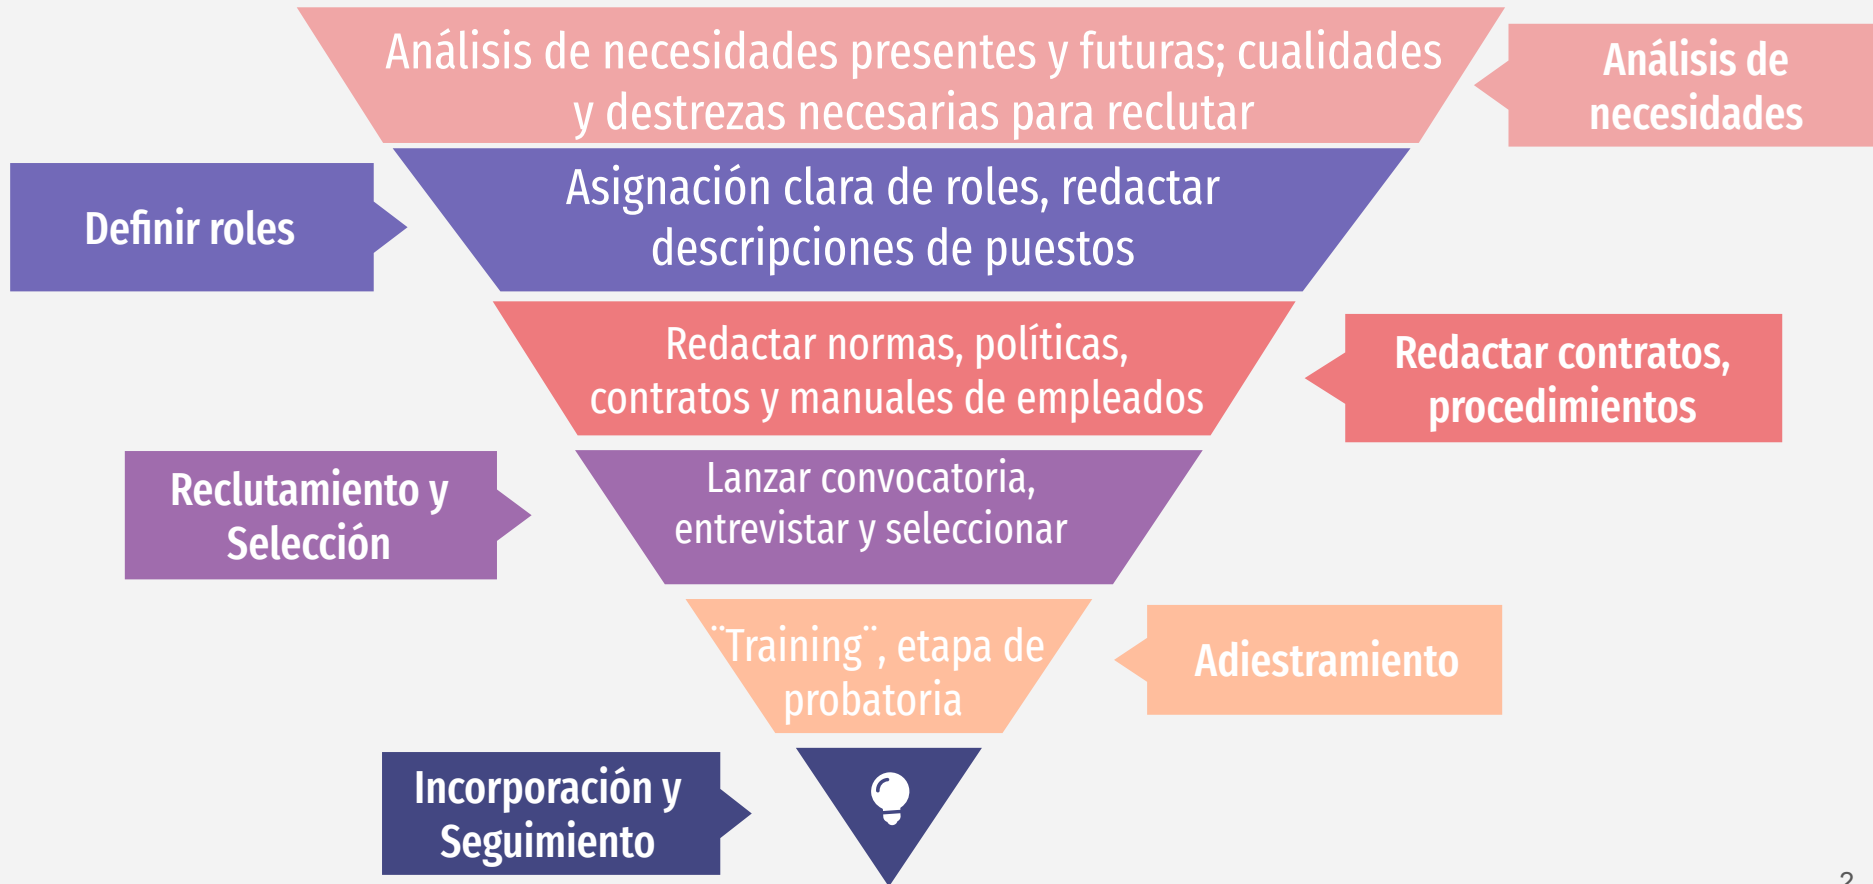 Análisis de necesidades presentes y futuras; cualidades
y destrezas necesarias para reclutar
Análisis de
necesidades
Definir roles
Asignación clara de roles, redactar
descripciones de puestos
Redactar normas, políticas,
contratos y manuales de empleados
Redactar contratos,
procedimientos
Reclutamiento y
Selección
Lanzar convocatoria,
entrevistar y seleccionar
¨Training¨, etapa de
probatoria
Adiestramiento
Incorporación y
Seguimiento
2